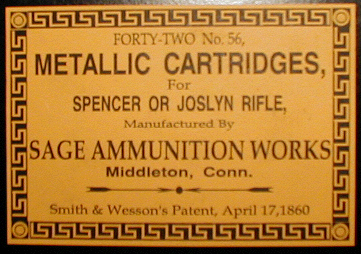 FORTY-TWO No. 56,
METALLIC CARTRIDGES,
For
SPENCER OR JOSLYN RIFLE,
Manufactured By
SAGE AMMUNITION WORKS
Middleton, Conn.
Smith & Wesson's Patent, April 17,1860